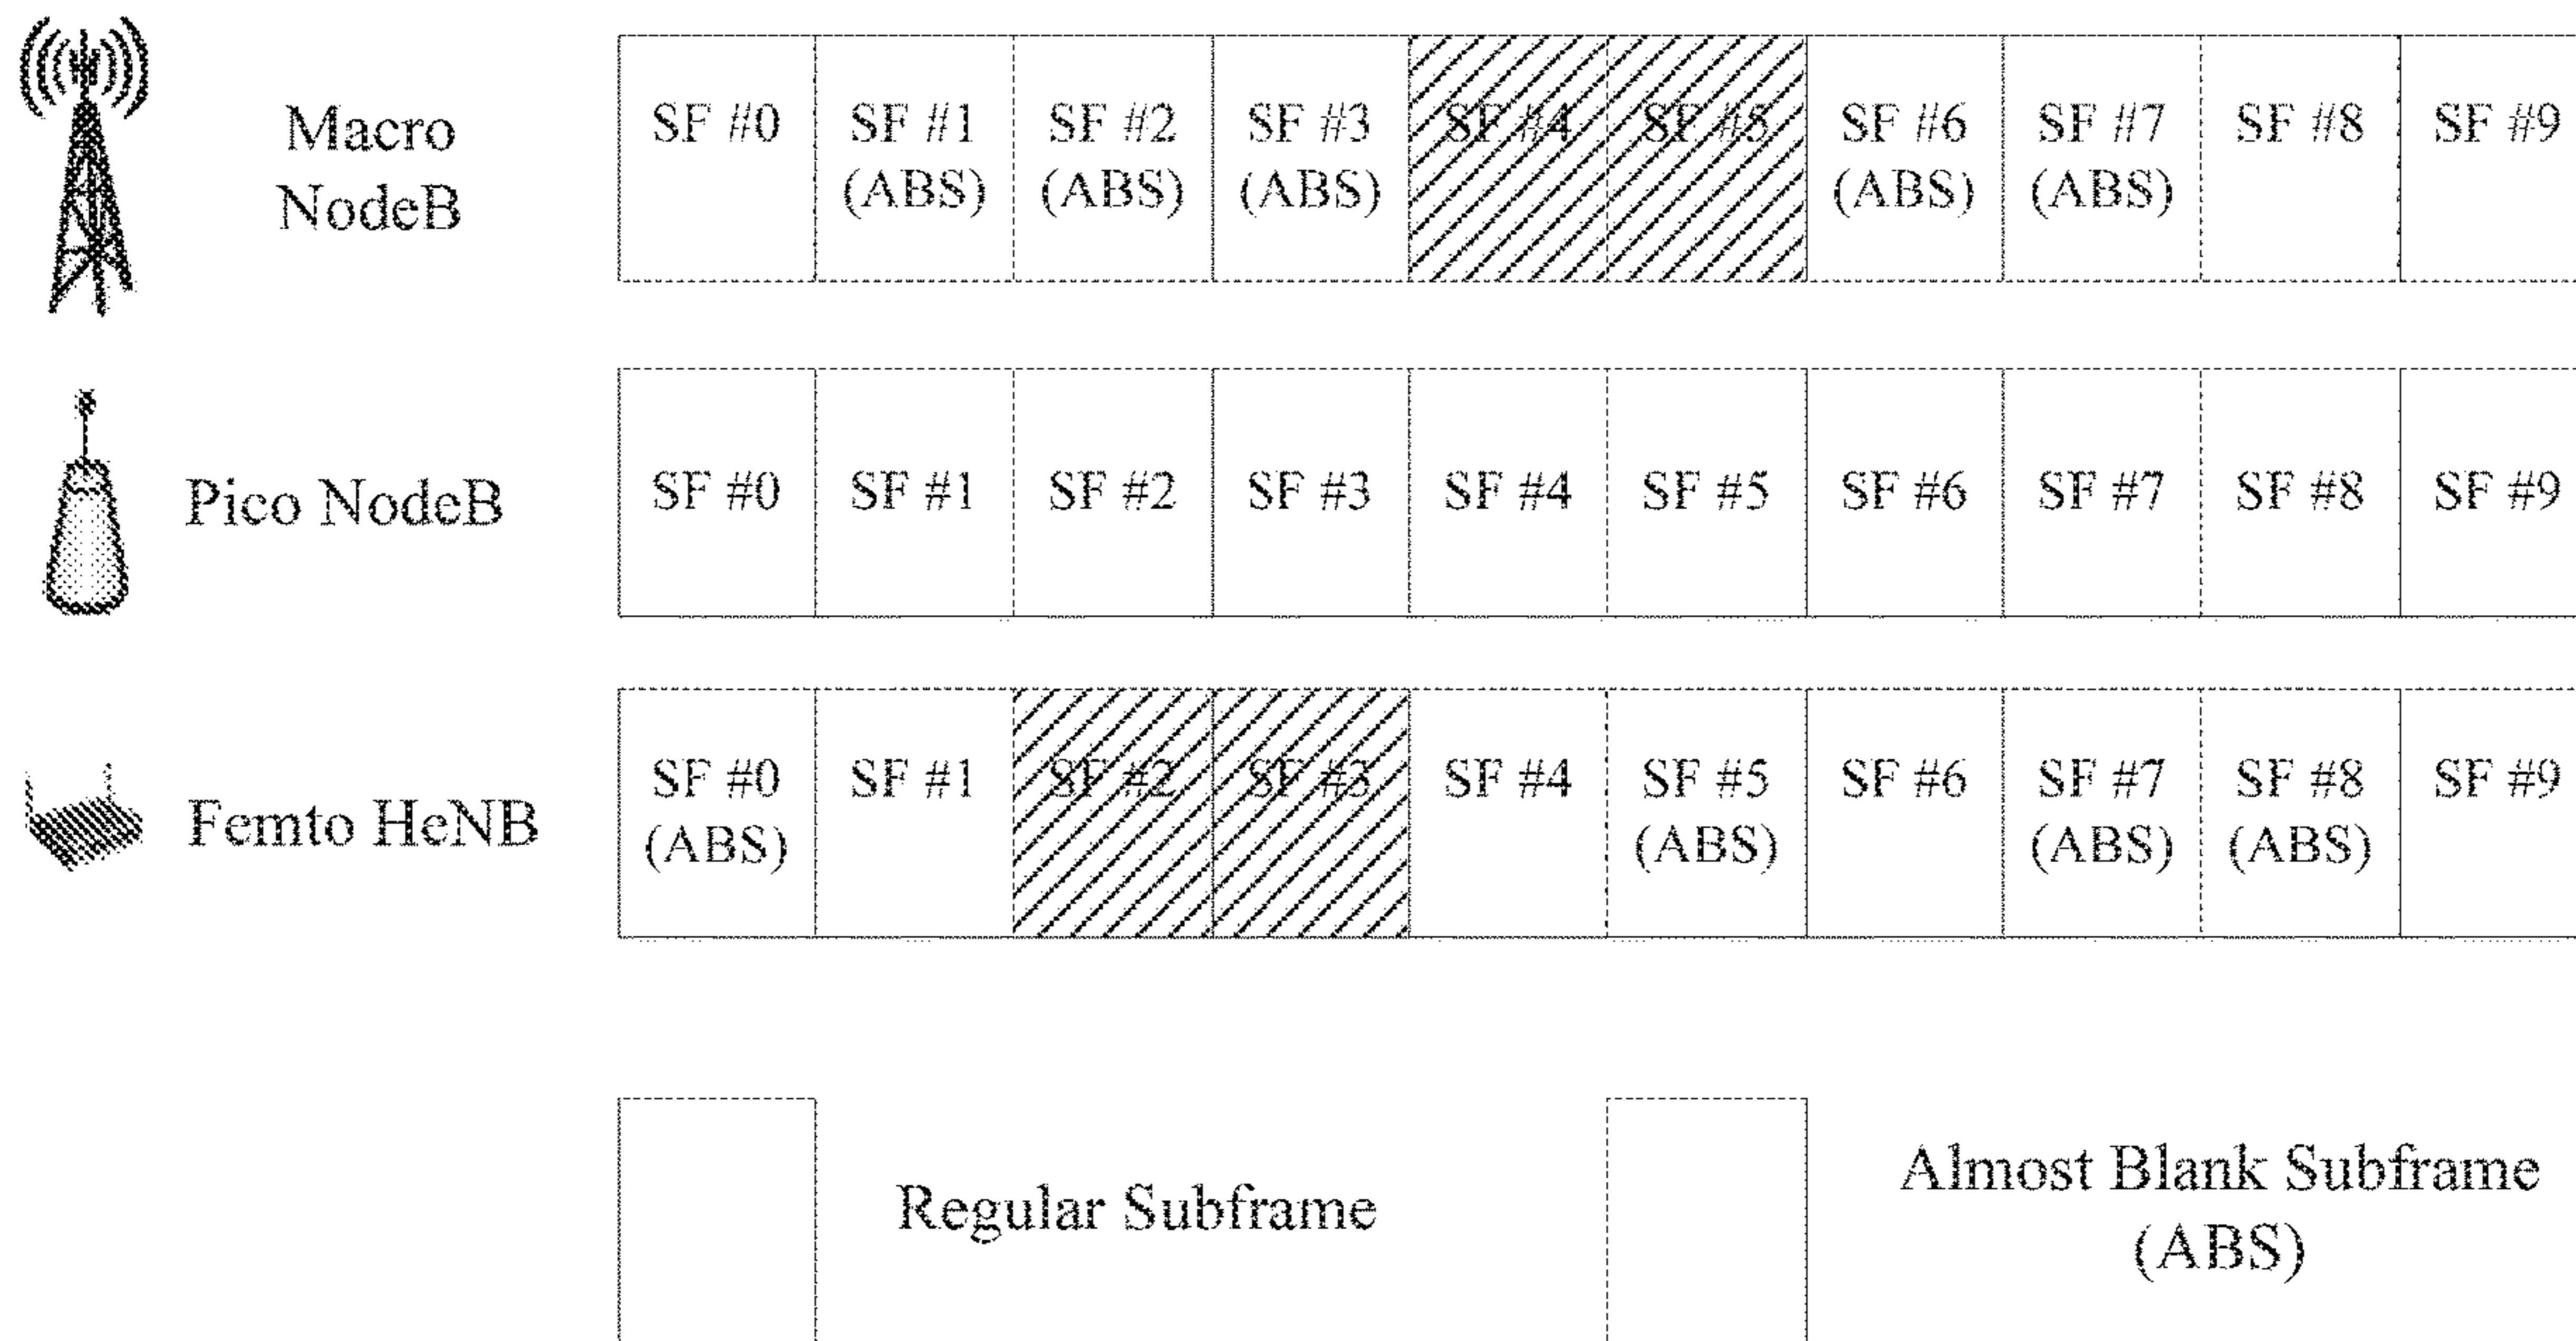 Macro
NodeB
SF #0 SF #1 SF #2 SF #3 SF #4 SF #5 SF #6 SF #7 SF #8 SF #9
(ABS) (ABS) (ABS) (ABS) (ABS)
Pico NodeB
SF #0 SF #1 SF #2 SF #3 SF #4 SF #5 SF #6 SF #7 SF #8 SF #9
Femto HeNB
SF #0 SF #1 SF #2 SF #3 SF #4 SF #5 SF #6 SF #7 SF #8 SF #9
(ABS) (ABS) (ABS) (ABS)
Regular Subframe
Almost Blank Subframe
(ABS)